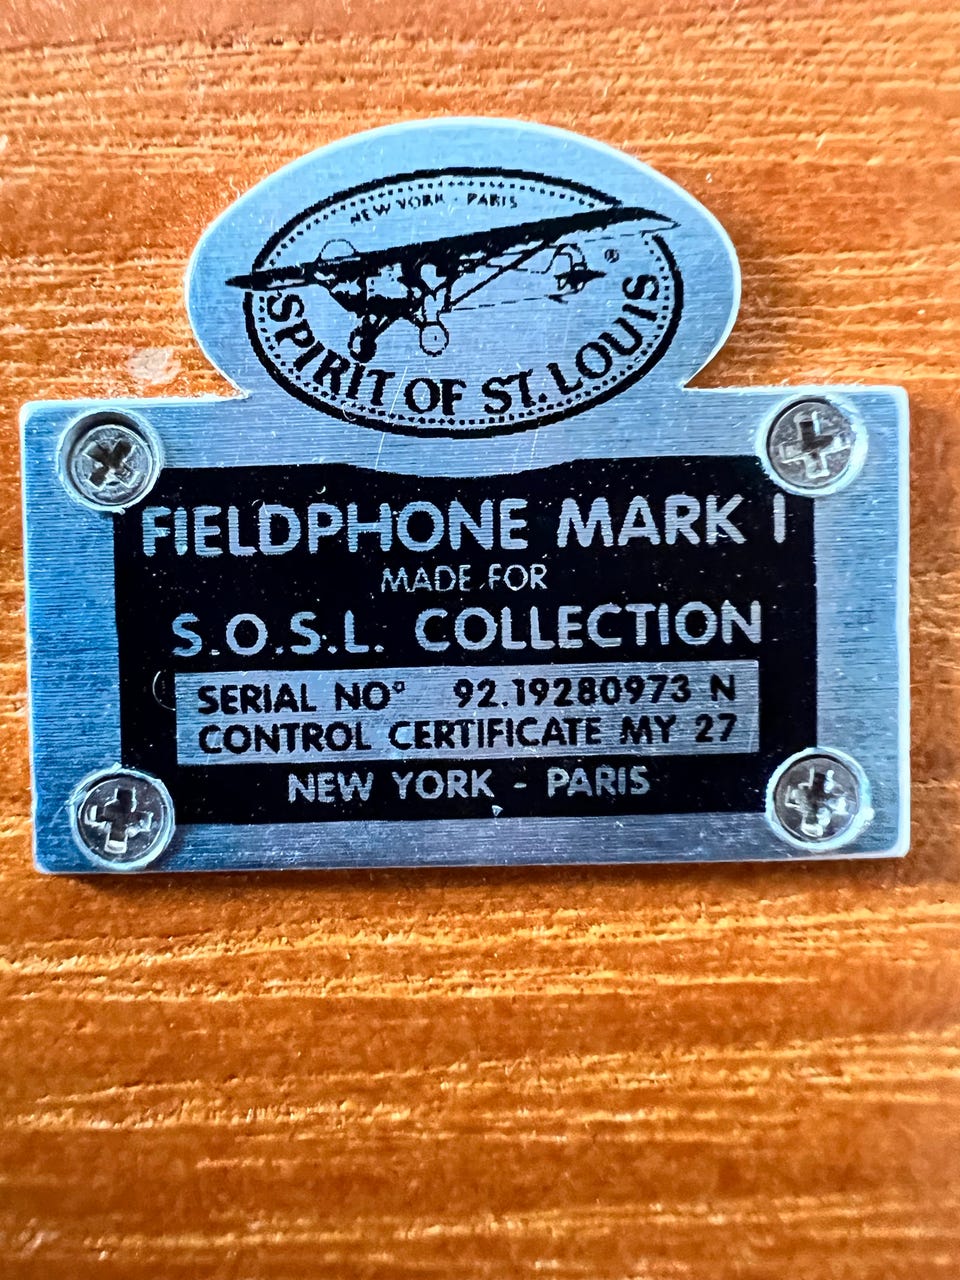 NEW YORK - PARIS
®
SPIRIT OF ST. LOUIS
FIELDPHONE MARK I
MADE FOR
S.O.S.L. COLLECTION
SERIAL NO° 92.19280973 N
CONTROL CERTIFICATE MY 27
NEW YORK - PARIS